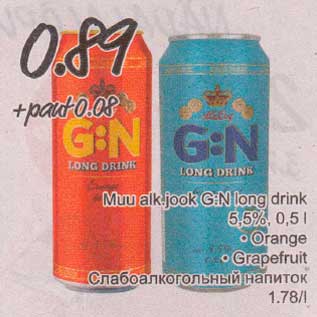 0.89
+pant 0.08
G:N
LONG DRINK
Orange
G:N
LONG DRINK
Muu alk.jook G:N long drink
5,5%, 0,5 l
• Orange
• Grapefruit
Слабоалкогольный напиток
1.78/l